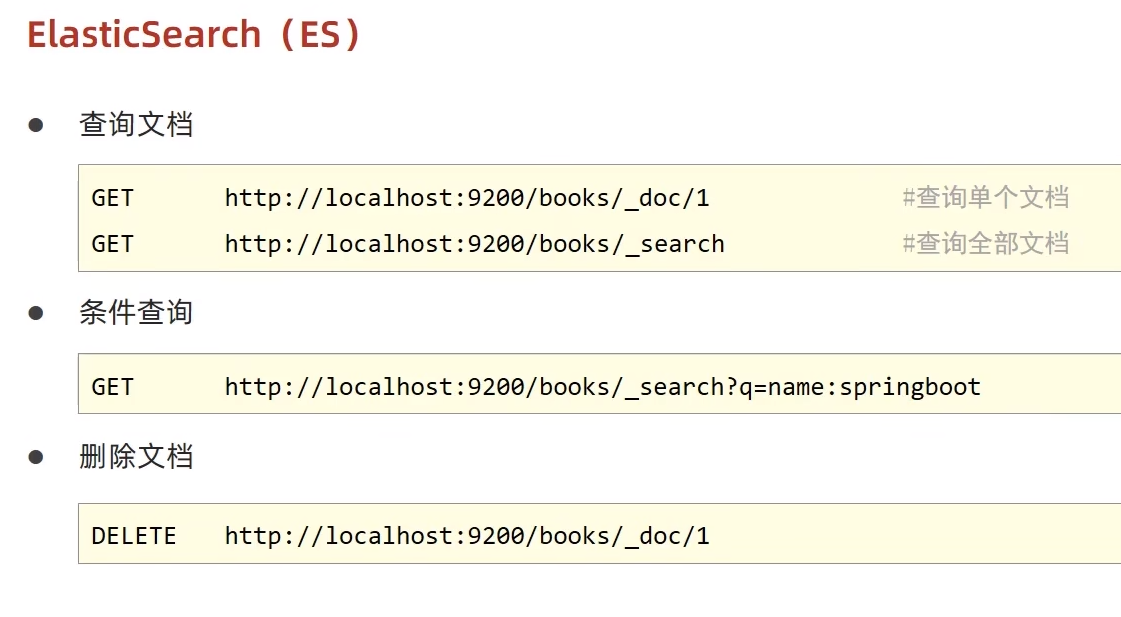 ElasticSearch（ES）
● 查询文档
GET http://localhost:9200/books/_doc/1 #查询单个文档
GET http://localhost:9200/books/_search #查询全部文档
● 条件查询
GET http://localhost:9200/books/_search?q=name:springboot
● 删除文档
DELETE http://localhost:9200/books/_doc/1